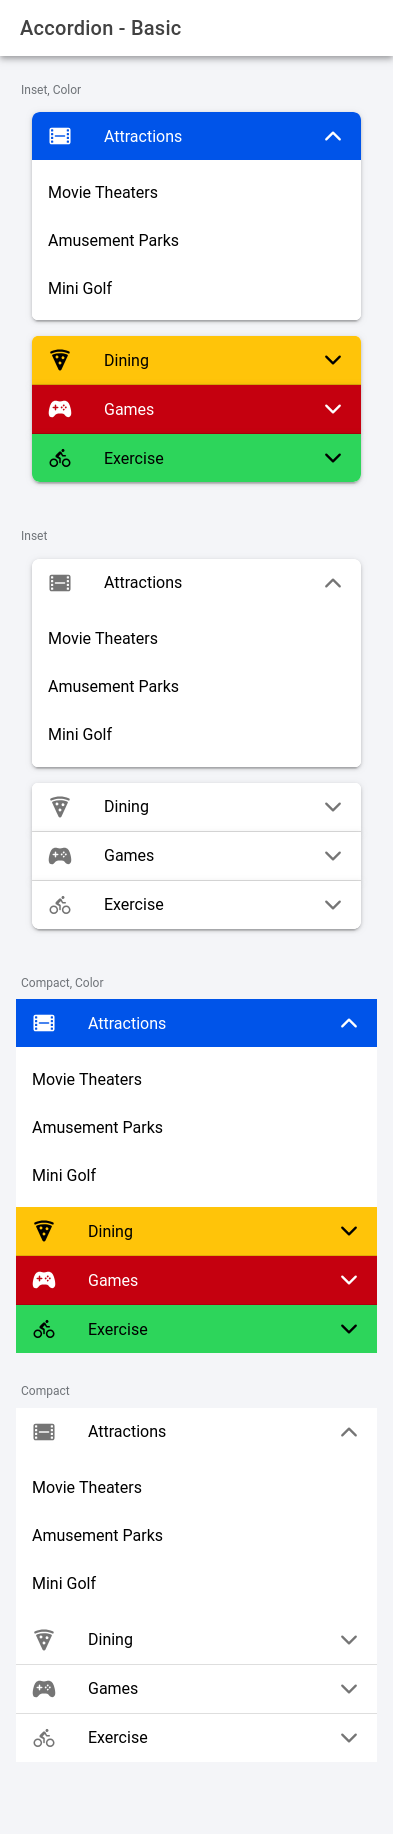 Accordion - Basic
Inset, Color
Attractions
Movie Theaters
Amusement Parks
Mini Golf
Dining
Games
Exercise
Inset
Attractions
Movie Theaters
Amusement Parks
Mini Golf
Dining
Games
Exercise
Compact, Color
Attractions
Movie Theaters
Amusement Parks
Mini Golf
Dining
Games
Exercise
Compact
Attractions
Movie Theaters
Amusement Parks
Mini Golf
Dining
Games
Exercise